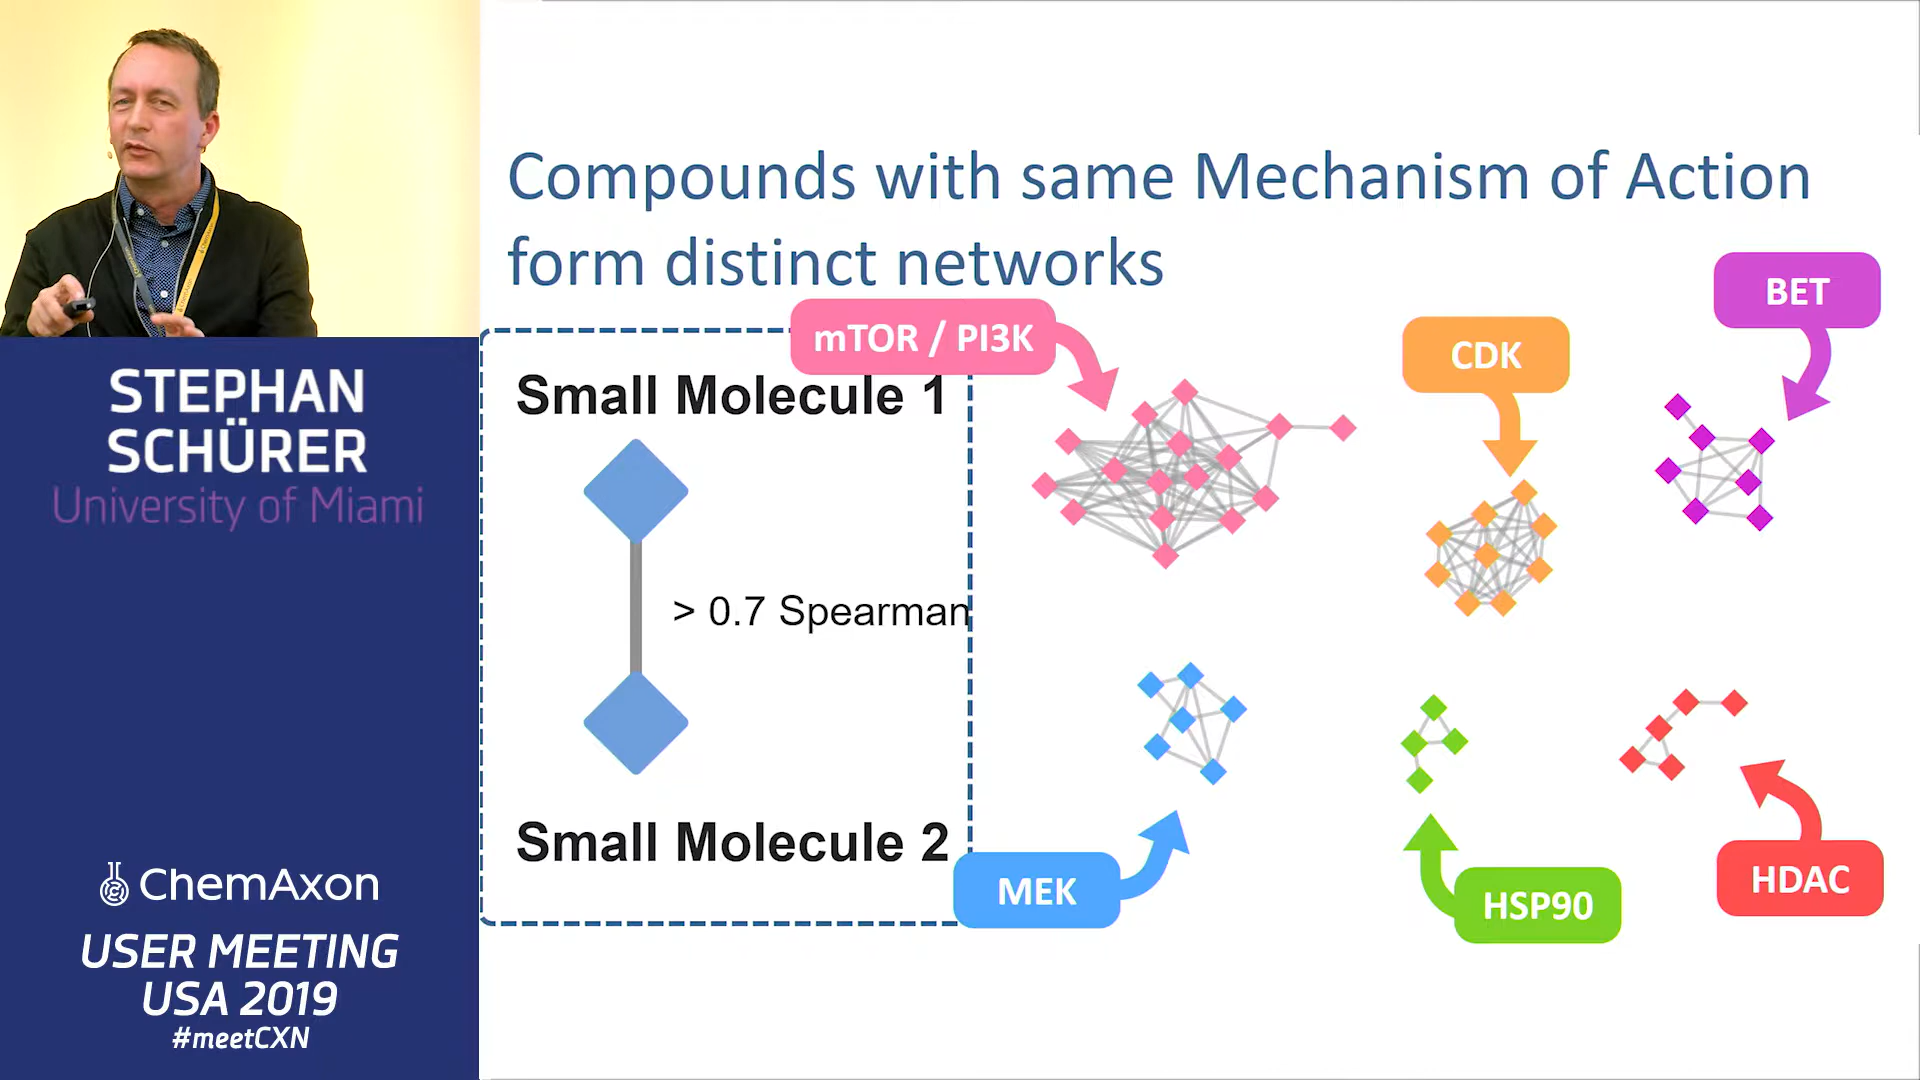 STEPHAN
SCHÜRER
University of Miami
ChemAxon
USER MEETING
USA 2019
#meetCXN
Compounds with same Mechanism of Action
form distinct networks
Small Molecule 1
> 0.7 Spearman
Small Molecule 2
mTOR / PI3K
CDK
BET
MEK
HSP90
HDAC